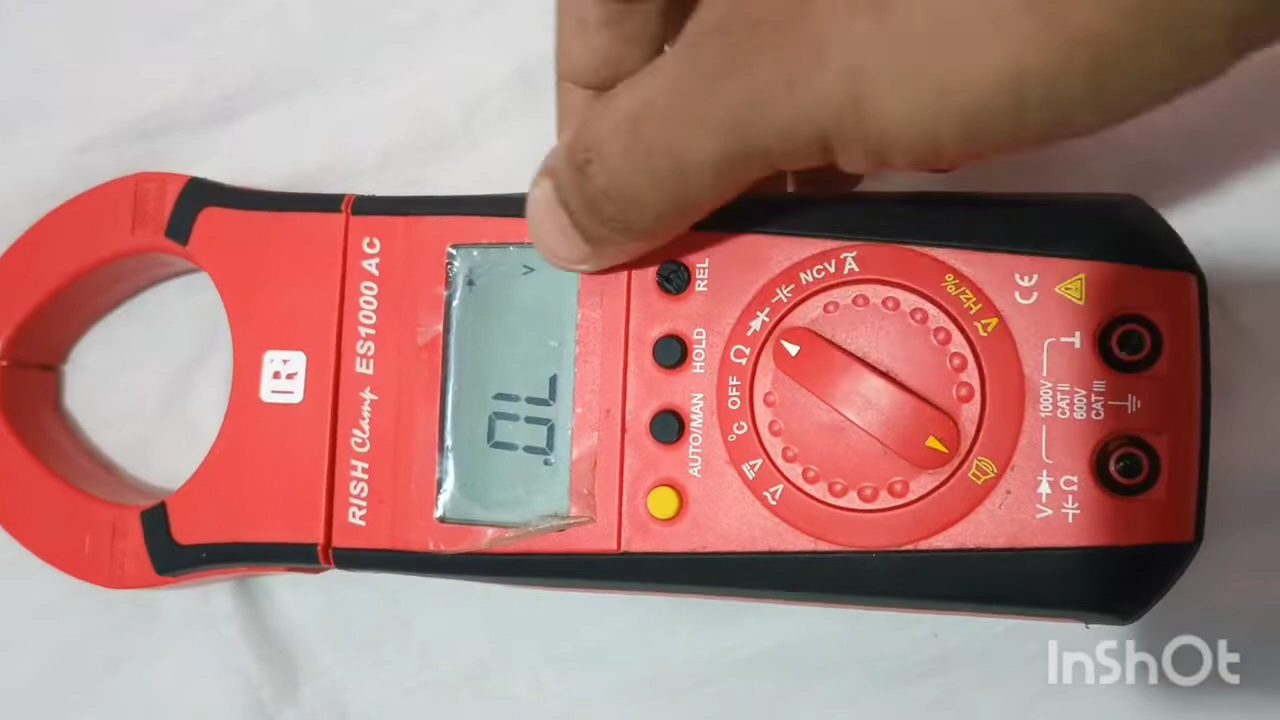 RISH Clamp ES1000 AC
V
.OL
REL
HOLD
AUTO/MAN
OFF
Ω
NCV
Ã
Hz/%
°C
V
V
CE
1000V
CAT II
600V
CAT III
V
Ω
InShOt